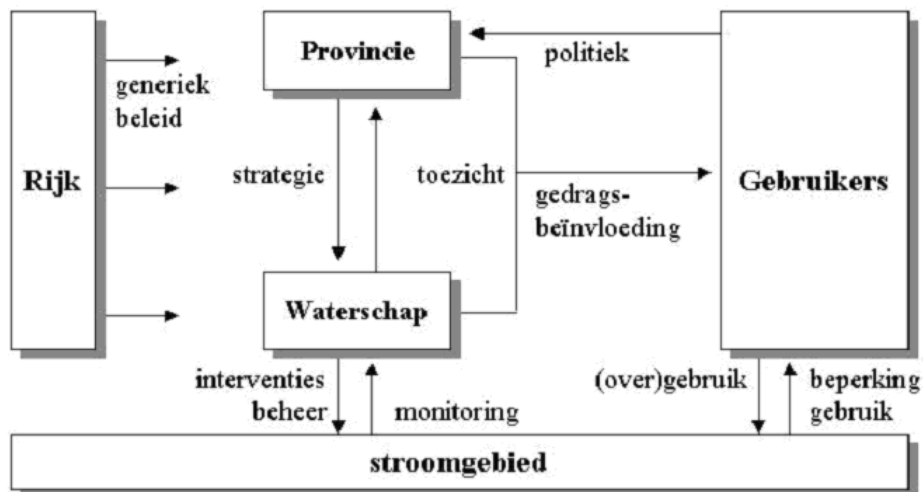 Rijk
generiek
beleid
Provincie
politiek
strategie
toezicht
gedrags-
beïnvloeding
Gebruikers
Waterschap
interventies
beheer
monitoring
(over)gebruik
beperking
gebruik
stroomgebied